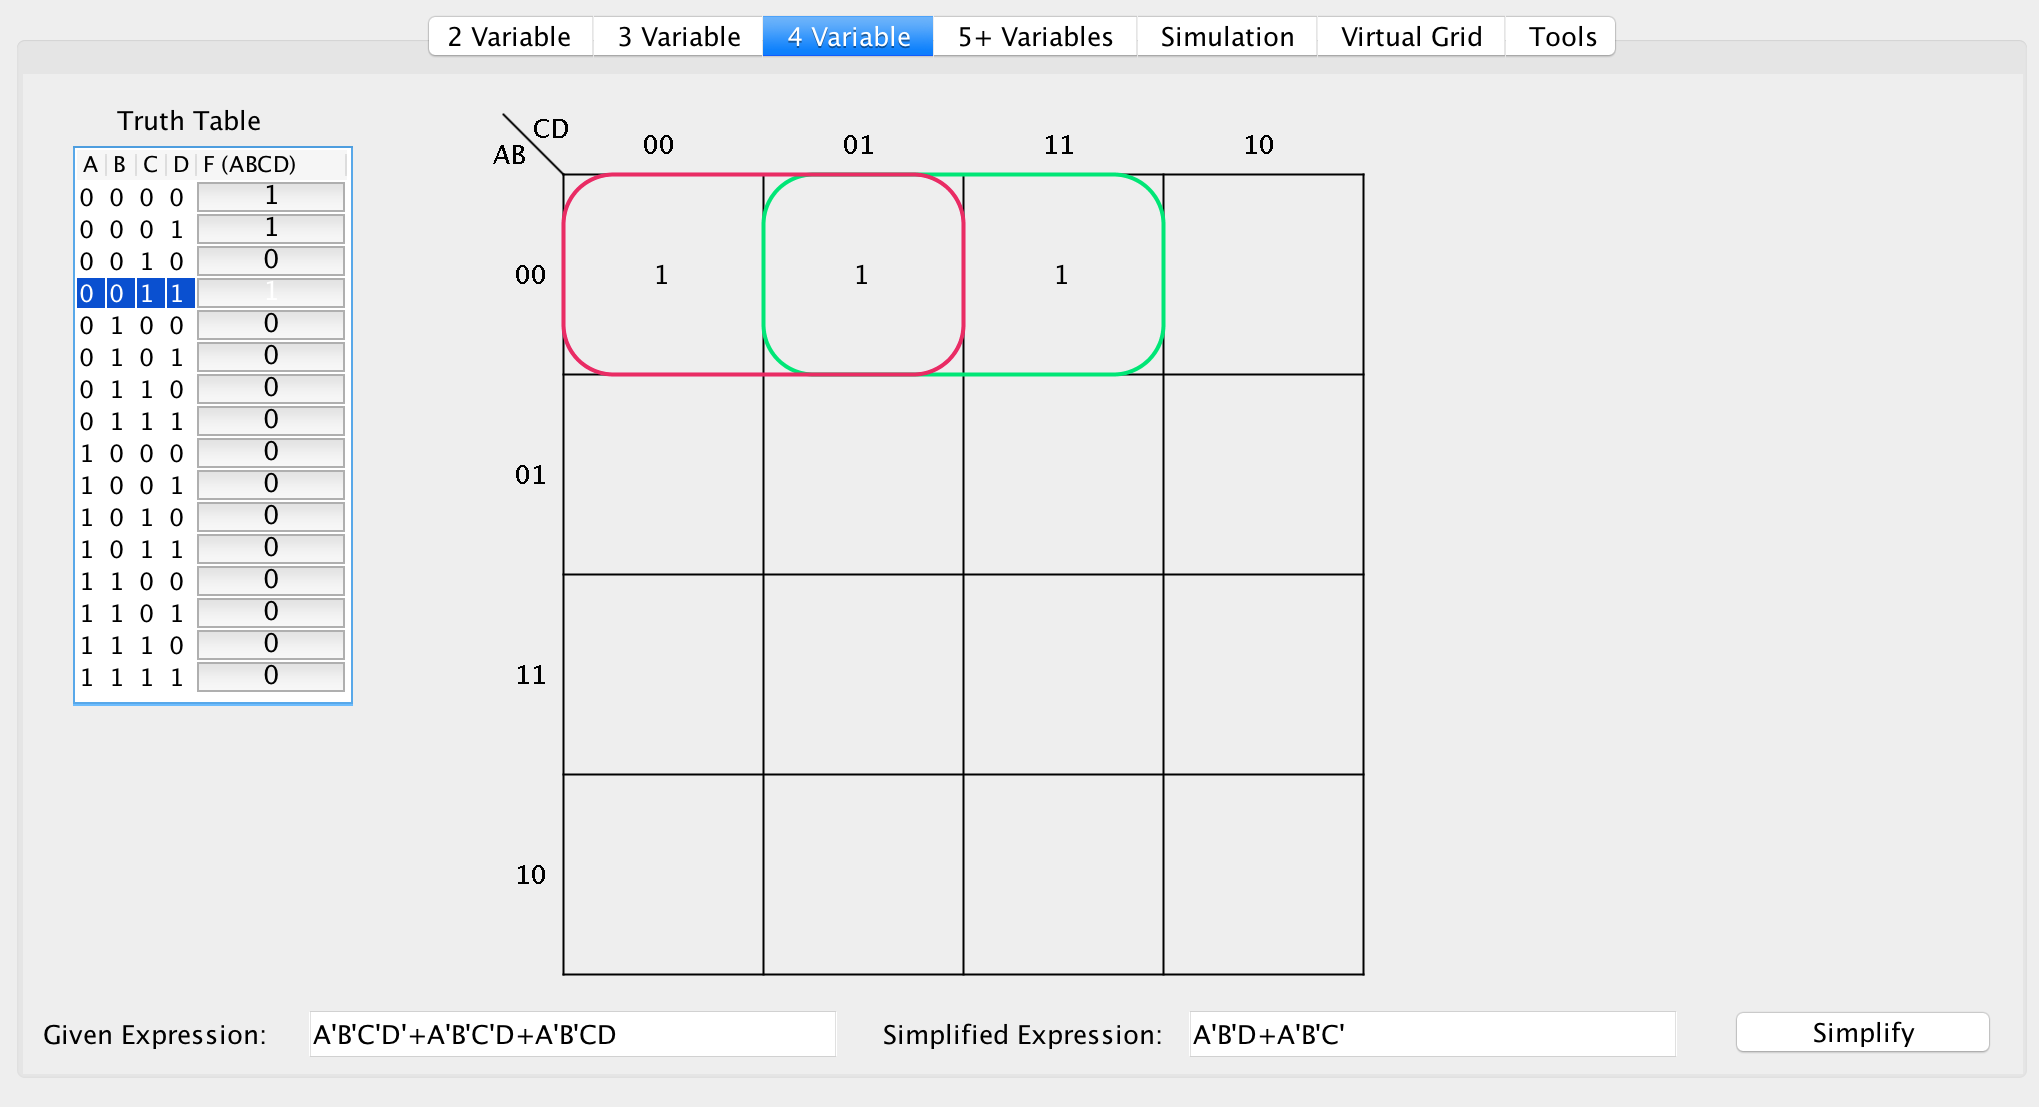 2 Variable 3 Variable 4 Variable 5+ Variables Simulation Virtual Grid Tools
Truth Table
A B C D F (ABCD)
0 0 0 0 1
0 0 0 1 1
0 0 1 0 0
0 0 1 1 1
0 1 0 0 0
0 1 0 1 0
0 1 1 0 0
0 1 1 1 0
1 0 0 0 0
1 0 0 1 0
1 0 1 0 0
1 0 1 1 0
1 1 0 0 0
1 1 0 1 0
1 1 1 0 0
1 1 1 1 0
CD
AB
00 01 11 10
00 1 1 1
01
11
10
Given Expression: A'B'C'D'+A'B'C'D+A'B'CD Simplified Expression: A'B'D+A'B'C' Simplify